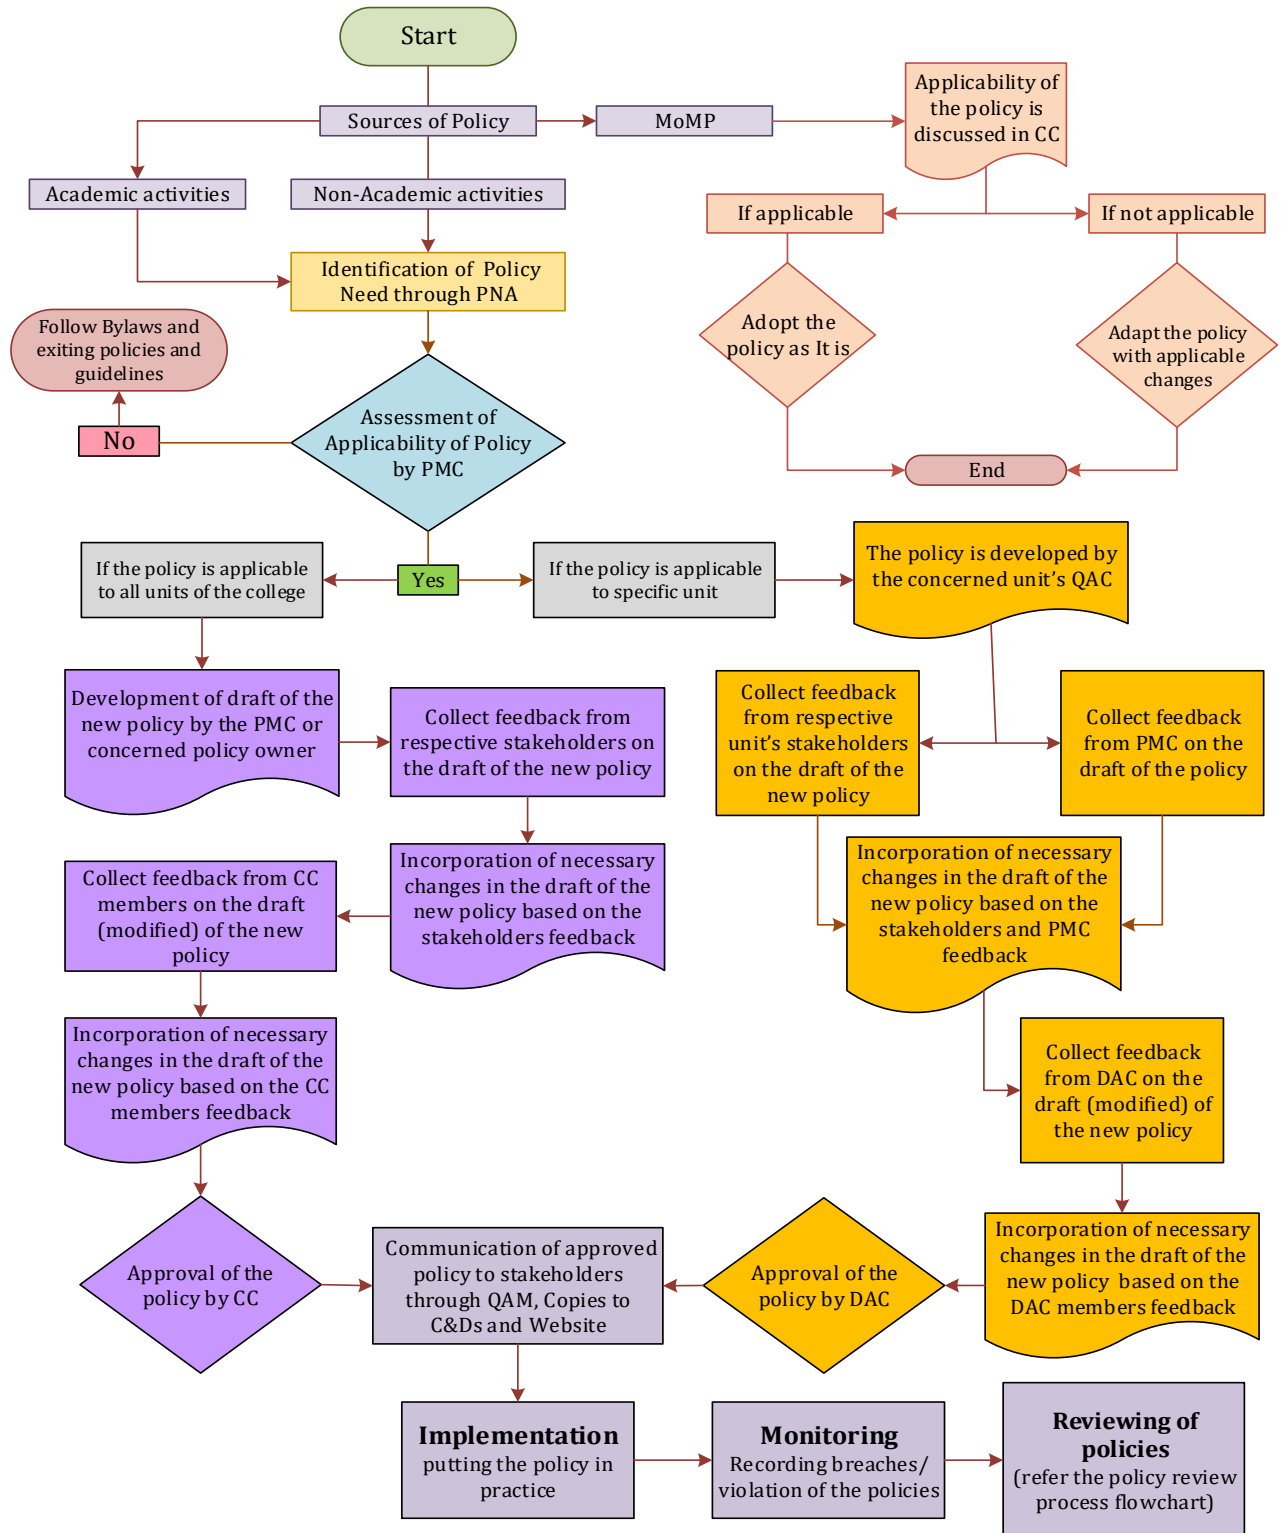 Start
Sources of Policy
MoMP
Applicability of
the policy is
discussed in CC
Academic activities
Non-Academic activities
If applicable
If not applicable
Identification of Policy
Need through PNA
Follow Bylaws and
exiting policies and
guidelines
Adopt the
policy as It is
Adapt the policy
with applicable
changes
Assessment of
Applicability of Policy
by PMC
No
End
If the policy is applicable
to all units of the college
Yes
If the policy is applicable
to specific unit
The policy is developed by
the concerned unit’s QAC
Development of draft of the
new policy by the PMC or
concerned policy owner
Collect feedback from
respective stakeholders on
the draft of the new policy
Collect feedback
from respective
unit’s stakeholders
on the draft of the
new policy
Collect feedback
from PMC on the
draft of the policy
Collect feedback from CC
members on the draft
(modified) of the new
policy
Incorporation of necessary
changes in the draft of the
new policy based on the
stakeholders feedback
Incorporation of necessary
changes in the draft of the
new policy based on the
stakeholders and PMC
feedback
Incorporation of necessary
changes in the draft of the
new policy based on the CC
members feedback
Collect feedback
from DAC on the
draft (modified) of
the new policy
Approval of the
policy by CC
Communication of approved
policy to stakeholders
through QAM, Copies to
C&Ds and Website
Approval of the
policy by DAC
Incorporation of necessary
changes in the draft of the
new policy based on the
DAC members feedback
Implementation
putting the policy in
practice
Monitoring
Recording breaches/
violation of the policies
Reviewing of
policies
(refer the policy review
process flowchart)